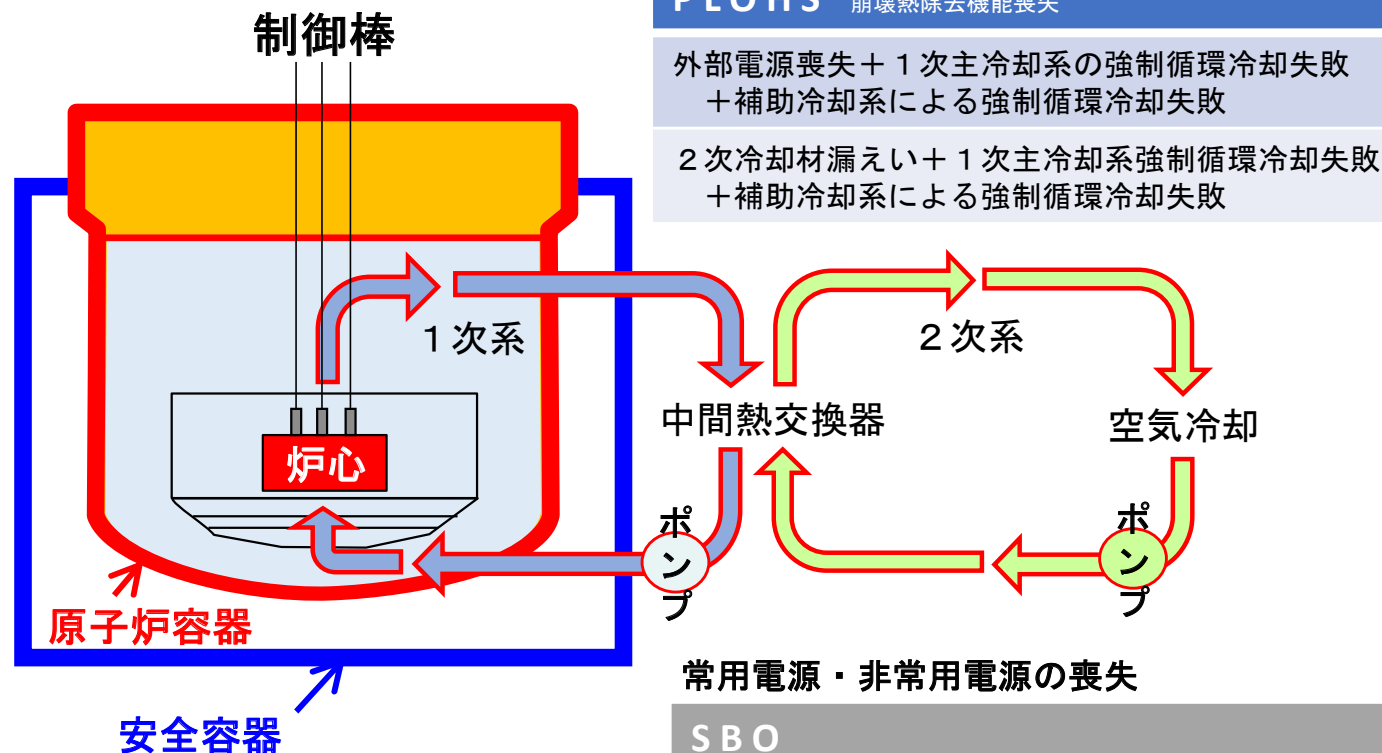 PLOHS 崩壊熱除去機能喪失
制御棒
外部電源喪失＋１次主冷却系の強制循環冷却失敗
＋補助冷却系による強制循環冷却失敗
２次冷却材漏えい＋１次主冷却系強制循環冷却失敗
＋補助冷却系による強制循環冷却失敗
１次系
２次系
中間熱交換器
空気冷却
炉心
ポンプ
ポンプ
原子炉容器
安全容器
常用電源・非常用電源の喪失
SBO